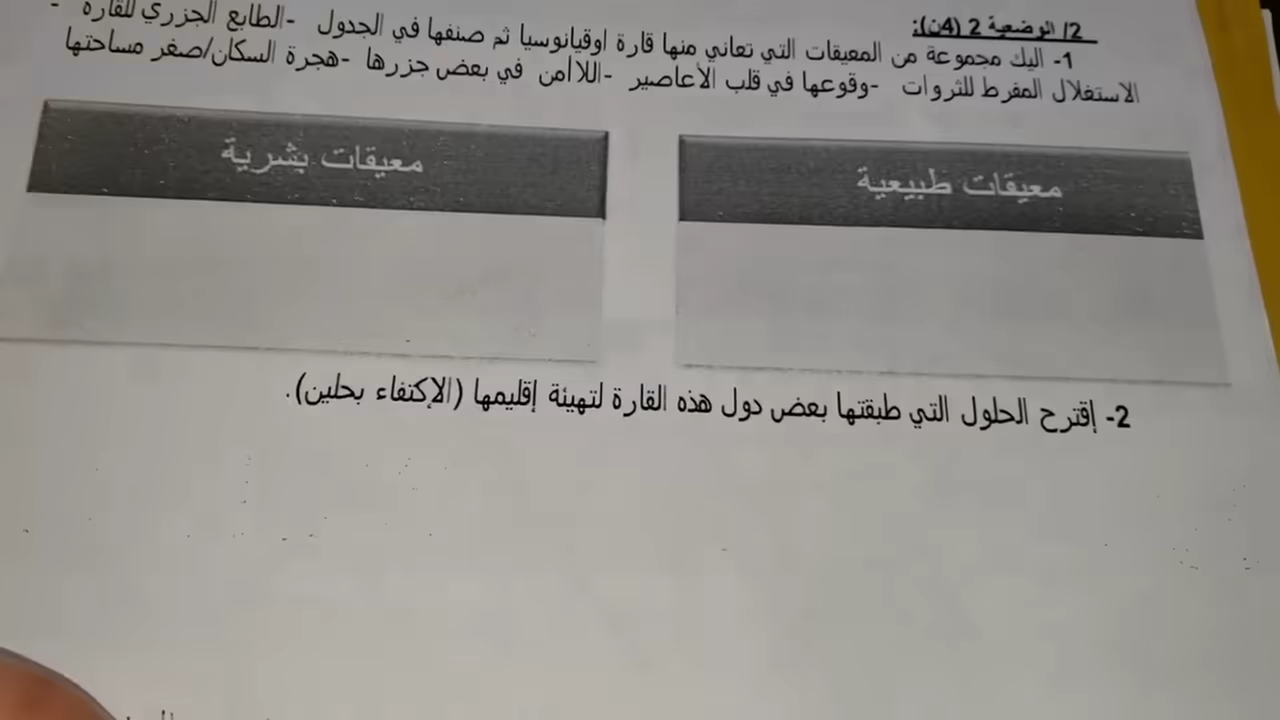 2/ الوضعية 2 (4ن):
1- اليك مجموعة من المعيقات التي تعاني منها قارة اوقيانوسيا ثم صنفها في الجدول -الطابع الجزري للقارة -
الاستغلال المفرط للثروات -وقوعها في قلب الأعاصير -اللاأمن في بعض جزرها -هجرة السكان/صغر مساحتها
معيقات طبيعية
معيقات بشرية
2- إقترح الحلول التي طبقتها بعض دول هذه القارة لتهيئة إقليمها (الإكتفاء بحلين).